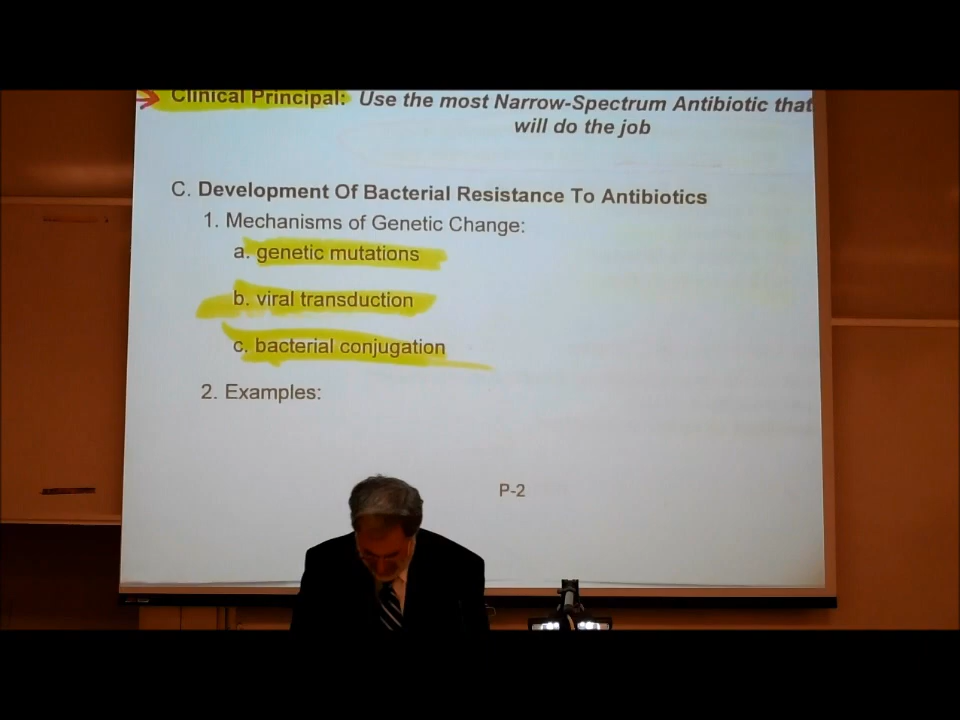 Clinical Principal: Use the most Narrow-Spectrum Antibiotic that
will do the job
C. Development Of Bacterial Resistance To Antibiotics
1. Mechanisms of Genetic Change:
a. genetic mutations
b. viral transduction
c. bacterial conjugation
2. Examples:
P-2